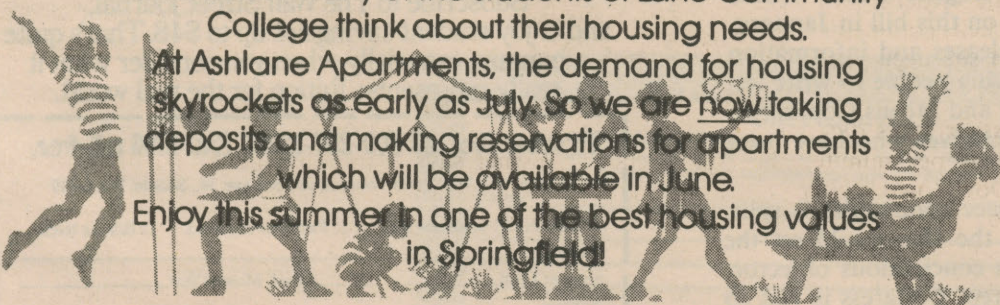 College think about their housing needs.
At Ashlane Apartments, the demand for housing
skyrockets as early as July. So we are now taking
deposits and making reservations for apartments
which will be available in June.
Enjoy this summer in one of the best housing values
in Springfield!